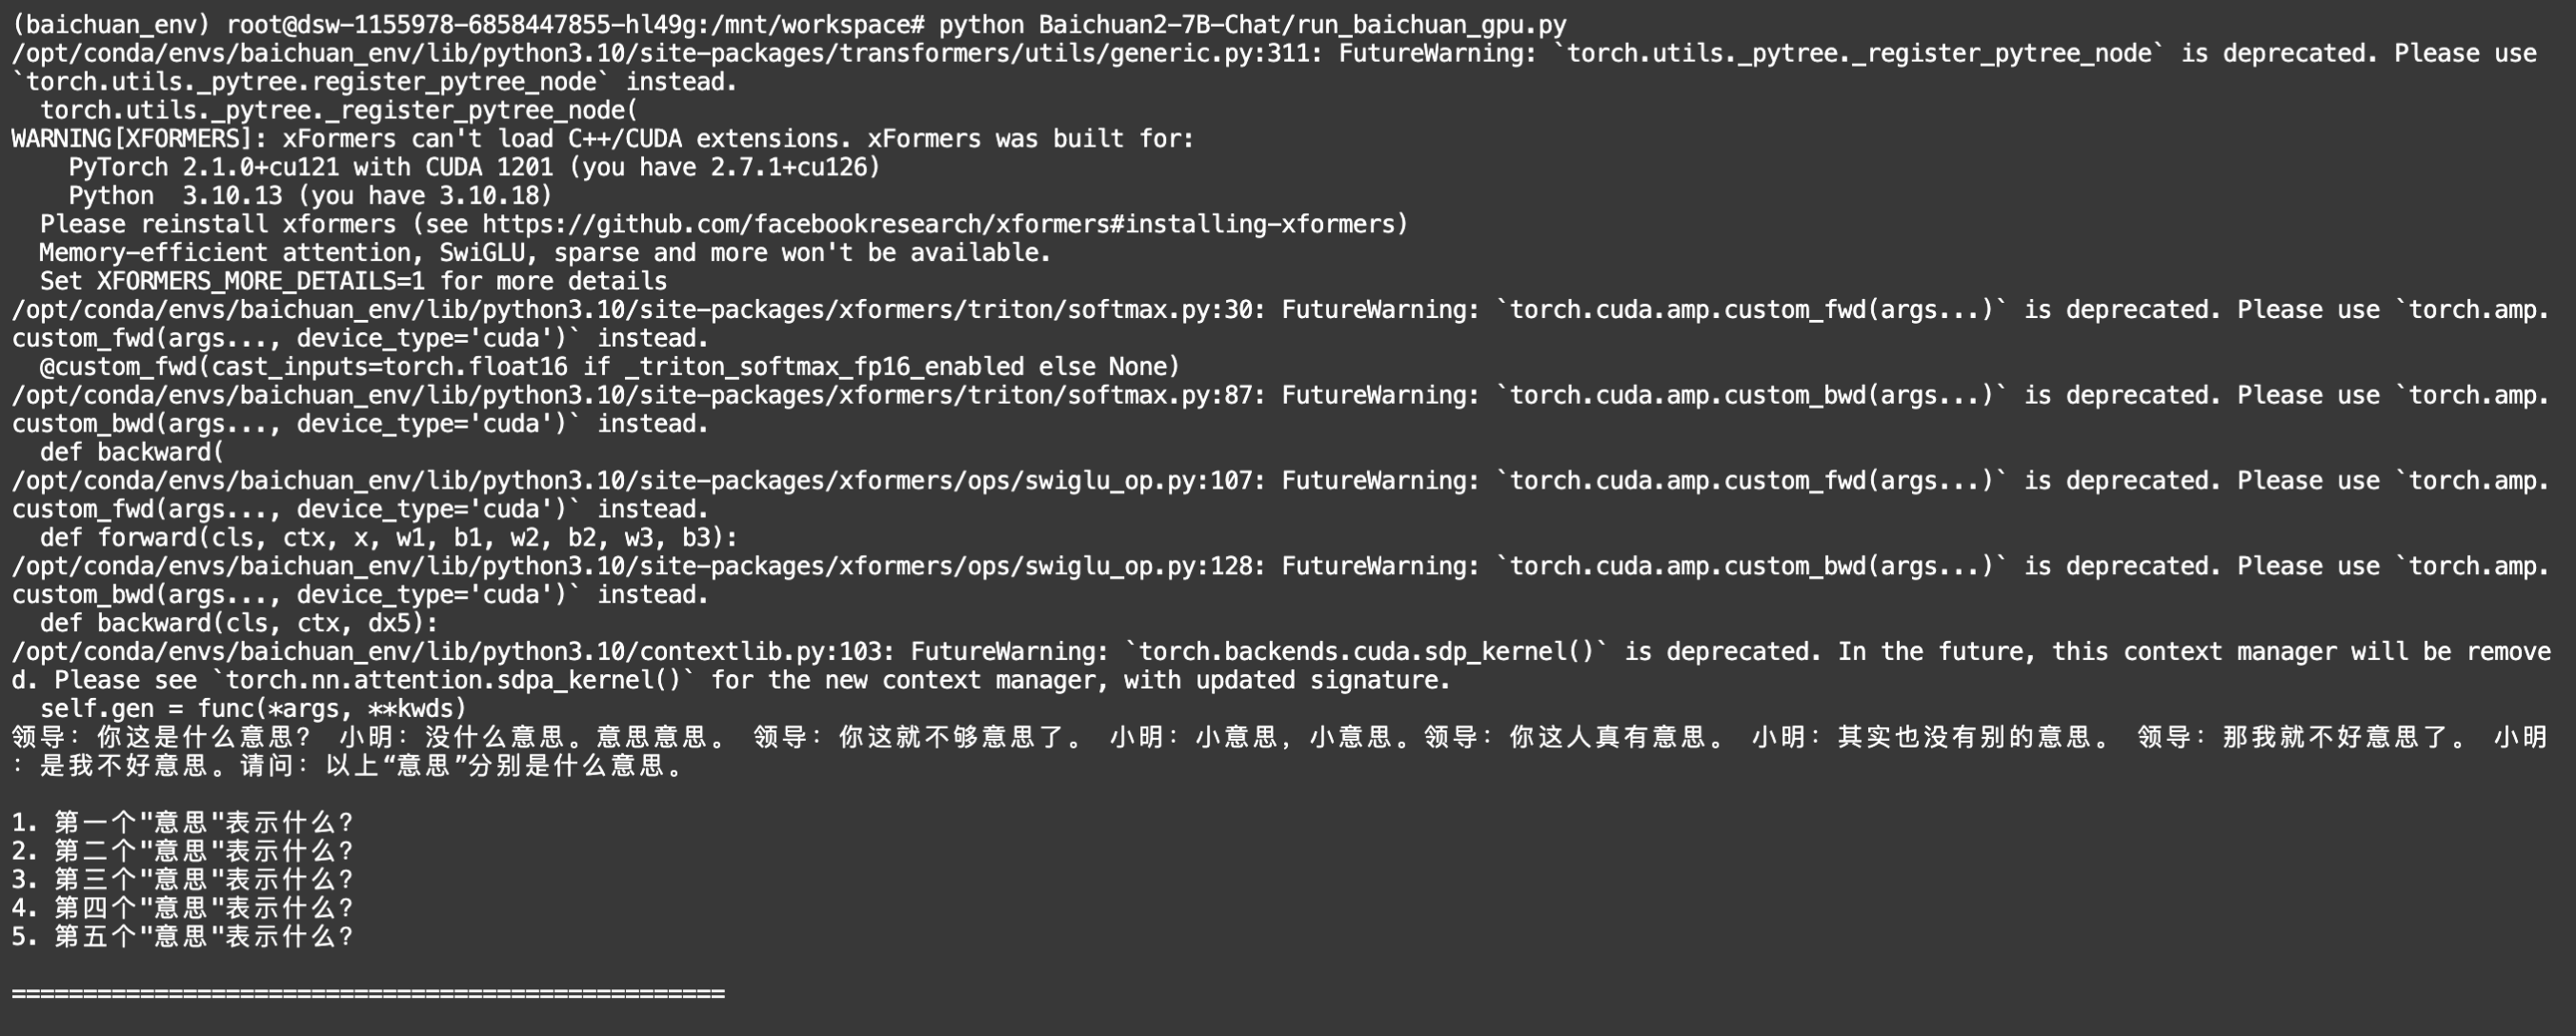 (baichuan_env) root@dsw-1155978-6858447855-hl49g:/mnt/workspace# python Baichuan2-7B-Chat/run_baichuan_gpu.py
/opt/conda/envs/baichuan_env/lib/python3.10/site-packages/transformers/utils/generic.py:311: FutureWarning: `torch.utils._pytree._register_pytree_node` is deprecated. Please use
`torch.utils._pytree.register_pytree_node` instead.
  torch.utils._pytree._register_pytree_node(
WARNING[XFORMERS]: xFormers can't load C++/CUDA extensions. xFormers was built for:
    PyTorch 2.1.0+cu121 with CUDA 1201 (you have 2.7.1+cu126)
    Python  3.10.13 (you have 3.10.18)
  Please reinstall xformers (see https://github.com/facebookresearch/xformers#installing-xformers)
  Memory-efficient attention, SwiGLU, sparse and more won't be available.
  Set XFORMERS_MORE_DETAILS=1 for more details
/opt/conda/envs/baichuan_env/lib/python3.10/site-packages/xformers/triton/softmax.py:30: FutureWarning: `torch.cuda.amp.custom_fwd(args...)` is deprecated. Please use `torch.amp.
custom_fwd(args..., device_type='cuda')` instead.
  @custom_fwd(cast_inputs=torch.float16 if _triton_softmax_fp16_enabled else None)
/opt/conda/envs/baichuan_env/lib/python3.10/site-packages/xformers/triton/softmax.py:87: FutureWarning: `torch.cuda.amp.custom_bwd(args...)` is deprecated. Please use `torch.amp.
custom_bwd(args..., device_type='cuda')` instead.
  def backward(
/opt/conda/envs/baichuan_env/lib/python3.10/site-packages/xformers/ops/swiglu_op.py:107: FutureWarning: `torch.cuda.amp.custom_fwd(args...)` is deprecated. Please use `torch.amp.
custom_fwd(args..., device_type='cuda')` instead.
  def forward(cls, ctx, x, w1, b1, w2, b2, w3, b3):
/opt/conda/envs/baichuan_env/lib/python3.10/site-packages/xformers/ops/swiglu_op.py:128: FutureWarning: `torch.cuda.amp.custom_bwd(args...)` is deprecated. Please use `torch.amp.
custom_bwd(args..., device_type='cuda')` instead.
  def backward(cls, ctx, dx5):
/opt/conda/envs/baichuan_env/lib/python3.10/contextlib.py:103: FutureWarning: `torch.backends.cuda.sdp_kernel()` is deprecated. In the future, this context manager will be remove
d. Please see `torch.nn.attention.sdpa_kernel()` for the new context manager, with updated signature.
  self.gen = func(*args, **kwds)
领导：你这是什么意思？ 小明：没什么意思。意思意思。 领导：你这就不够意思了。 小明：小意思，小意思。领导：你这人真有意思。 小明：其实也没有别的意思。 领导：那我就不好意思了。 小明
：是我不好意思。请问：以上“意思”分别是什么意思。

1. 第一个"意思"表示什么？
2. 第二个"意思"表示什么？
3. 第三个"意思"表示什么？
4. 第四个"意思"表示什么？
5. 第五个"意思"表示什么？

==================================================